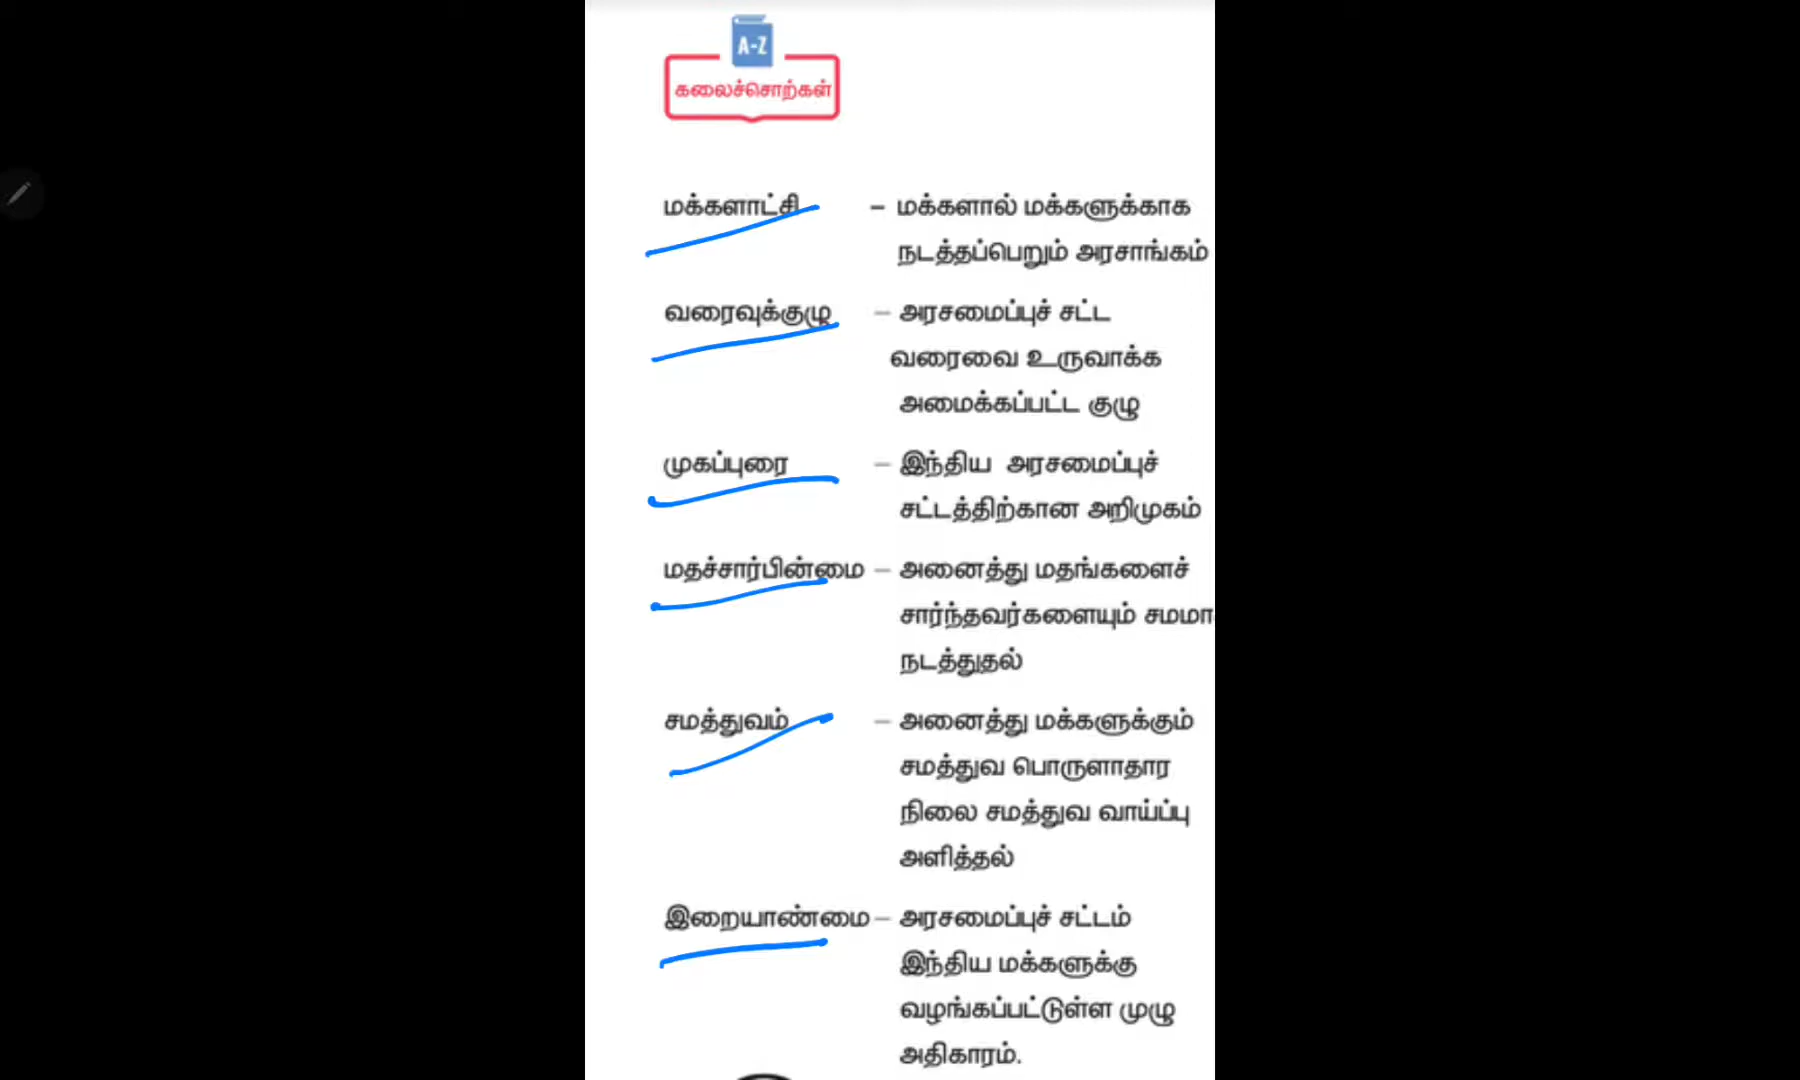 A-Z
கலைச்சொற்கள்
மக்களாட்சி – மக்களால் மக்களுக்காக
நடத்தப்பெறும் அரசாங்கம்
வரைவுக்குழு – அரசமைப்புச் சட்ட
வரைவை உருவாக்க
அமைக்கப்பட்ட குழு
முகப்புரை – இந்திய அரசமைப்புச்
சட்டத்திற்கான அறிமுகம்
மதச்சார்பின்மை – அனைத்து மதங்களைச்
சார்ந்தவர்களையும் சமமா
நடத்துதல்
சமத்துவம் – அனைத்து மக்களுக்கும்
சமத்துவ பொருளாதார
நிலை சமத்துவ வாய்ப்பு
அளித்தல்
இறையாண்மை – அரசமைப்புச் சட்டம்
இந்திய மக்களுக்கு
வழங்கப்பட்டுள்ள முழு
அதிகாரம்.